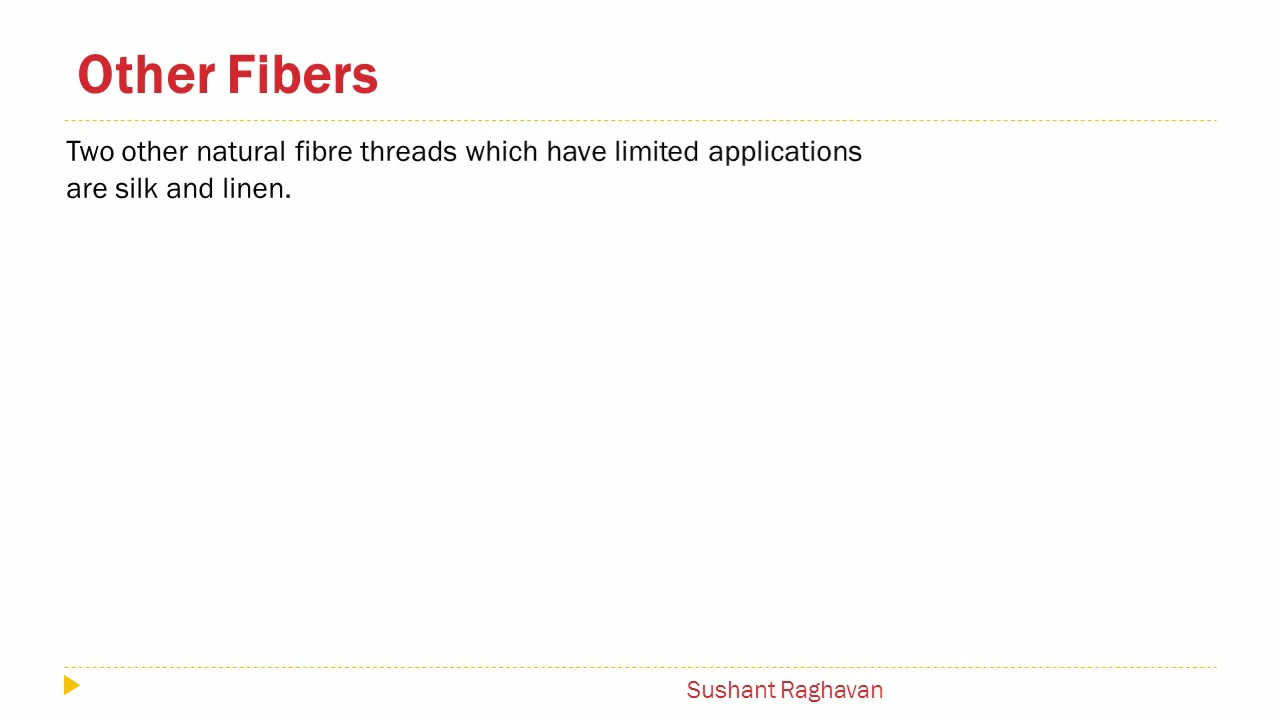 Other Fibers
Two other natural fibre threads which have limited applications
are silk and linen.
Sushant Raghavan